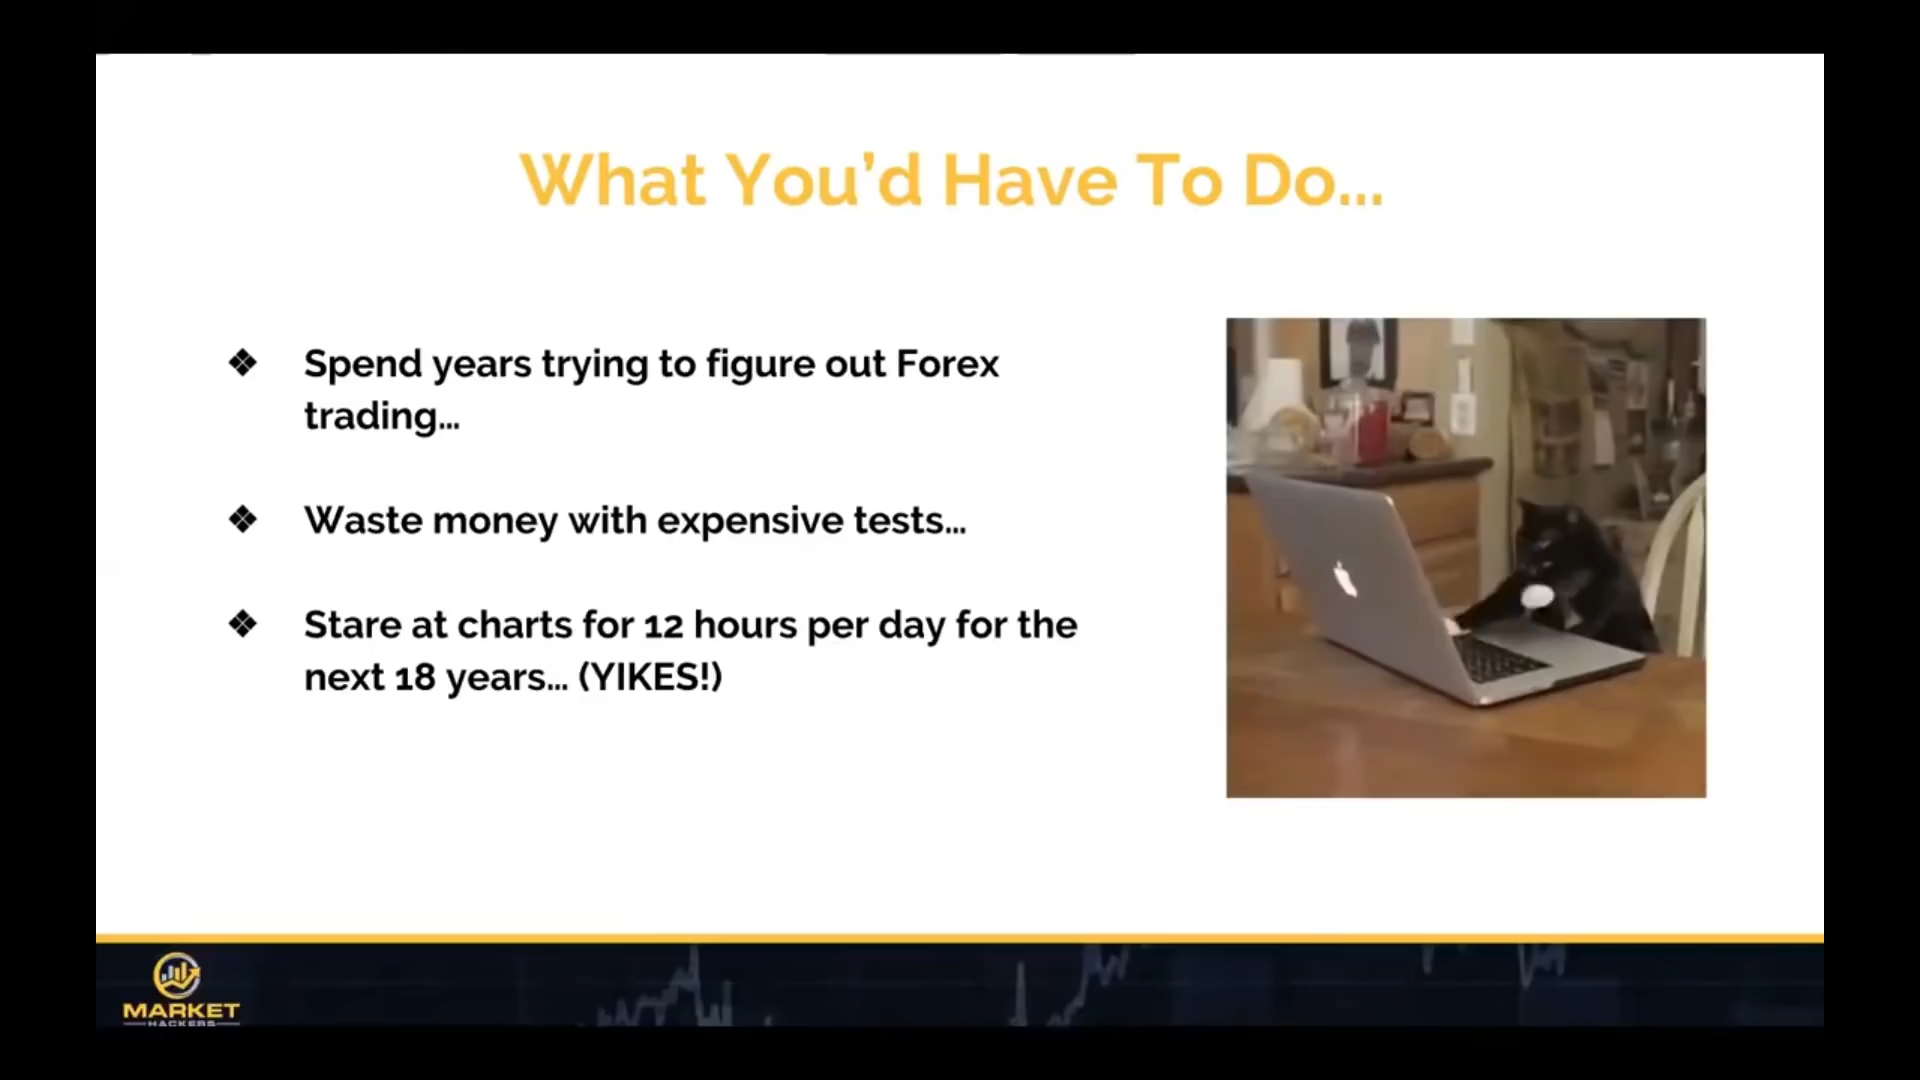 What You’d Have To Do...
❖ Spend years trying to figure out Forex
trading...
❖ Waste money with expensive tests...
❖ Stare at charts for 12 hours per day for the
next 18 years... (YIKES!)
MARKET
HACKERS